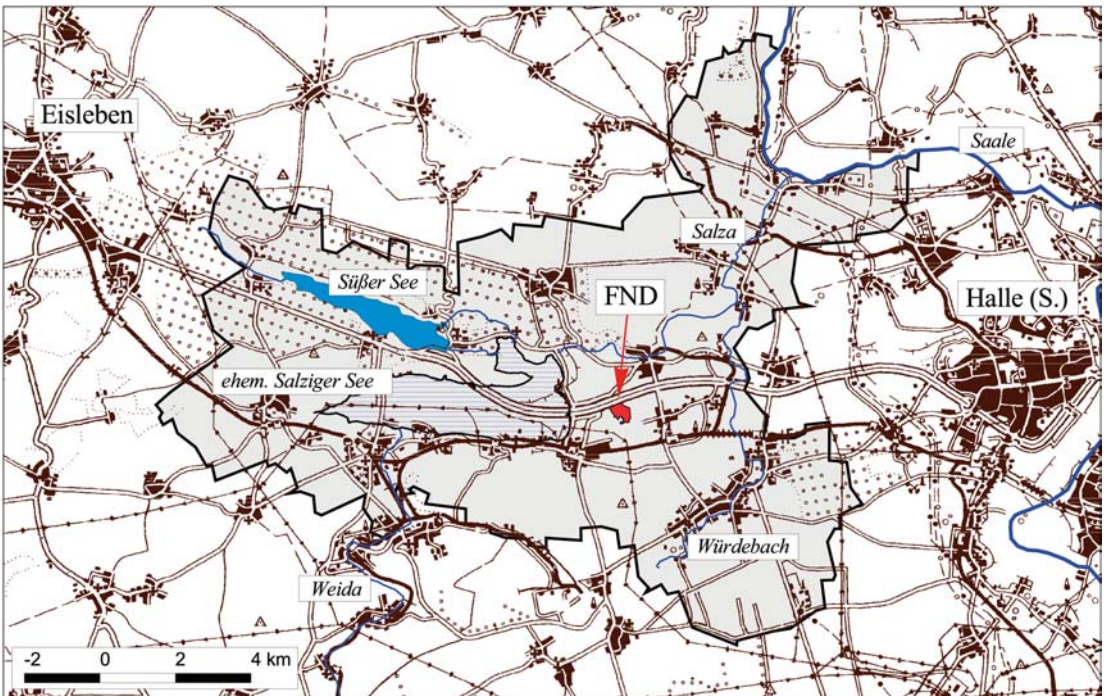 Eisleben
Saale
Salza
Süßer See
FND
Halle (S.)
ehem. Salziger See
Würdebach
Weida
-2 0 2 4 km